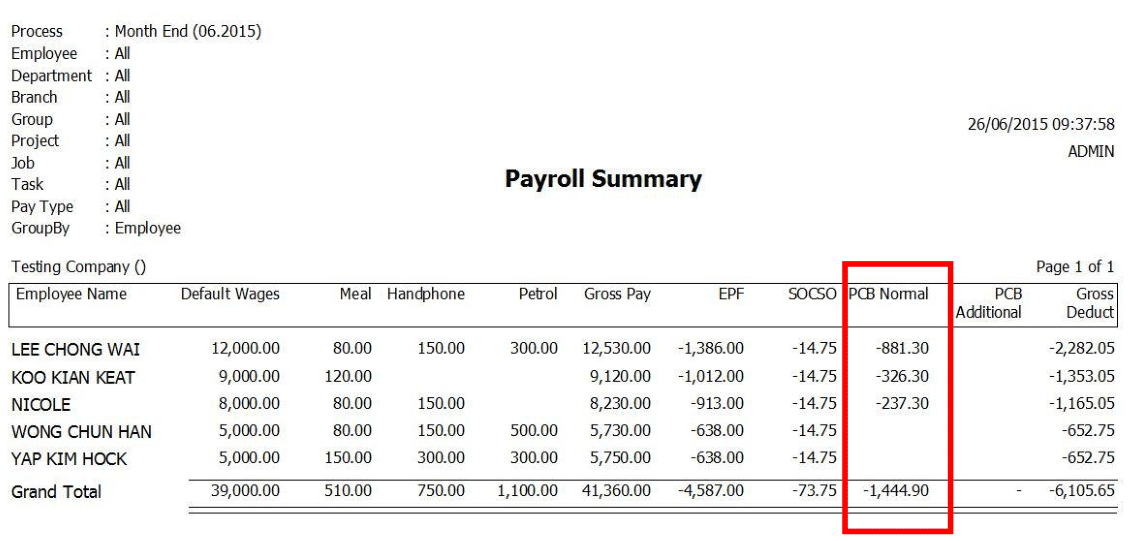 Process : Month End (06.2015)
Employee : All
Department : All
Branch : All
Group : All
Project : All
Job : All
Task : All
Pay Type : All
GroupBy : Employee
26/06/2015 09:37:58
ADMIN
Payroll Summary
Testing Company () Page 1 of 1
Employee Name Default Wages Meal Handphone Petrol Gross Pay EPF SOCSO PCB Normal PCB Gross
Additional Deduct
LEE CHONG WAI 12,000.00 80.00 150.00 300.00 12,530.00 -1,386.00 -14.75 -881.30 -2,282.05
KOO KIAN KEAT 9,000.00 120.00 9,120.00 -1,012.00 -14.75 -326.30 -1,353.05
NICOLE 8,000.00 80.00 150.00 8,230.00 -913.00 -14.75 -237.30 -1,165.05
WONG CHUN HAN 5,000.00 80.00 150.00 500.00 5,730.00 -638.00 -14.75 -652.75
YAP KIM HOCK 5,000.00 150.00 300.00 300.00 5,750.00 -638.00 -14.75 -652.75
Grand Total 39,000.00 510.00 750.00 1,100.00 41,360.00 -4,587.00 -73.75 -1,444.90 - -6,105.65